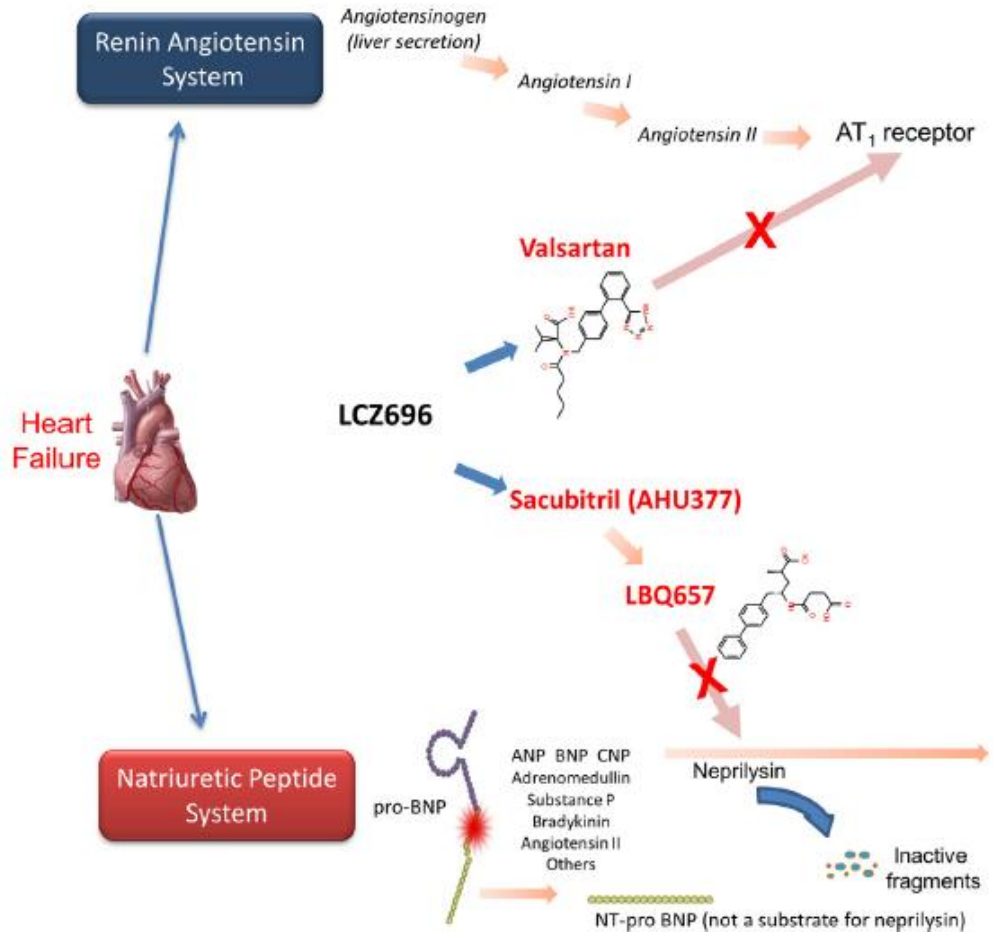 Renin Angiotensin
System
Angiotensinogen
(liver secretion)
Angiotensin I
Angiotensin II
AT₁ receptor
X
Valsartan
LCZ696
Heart
Failure
Sacubitril (AHU377)
LBQ657
X
Natriuretic Peptide
System
pro-BNP
ANP BNP CNP
Adrenomedullin
Substance P
Bradykinin
Angiotensin II
Others
Neprilysin
Inactive
fragments
NT-pro BNP (not a substrate for neprilysin)